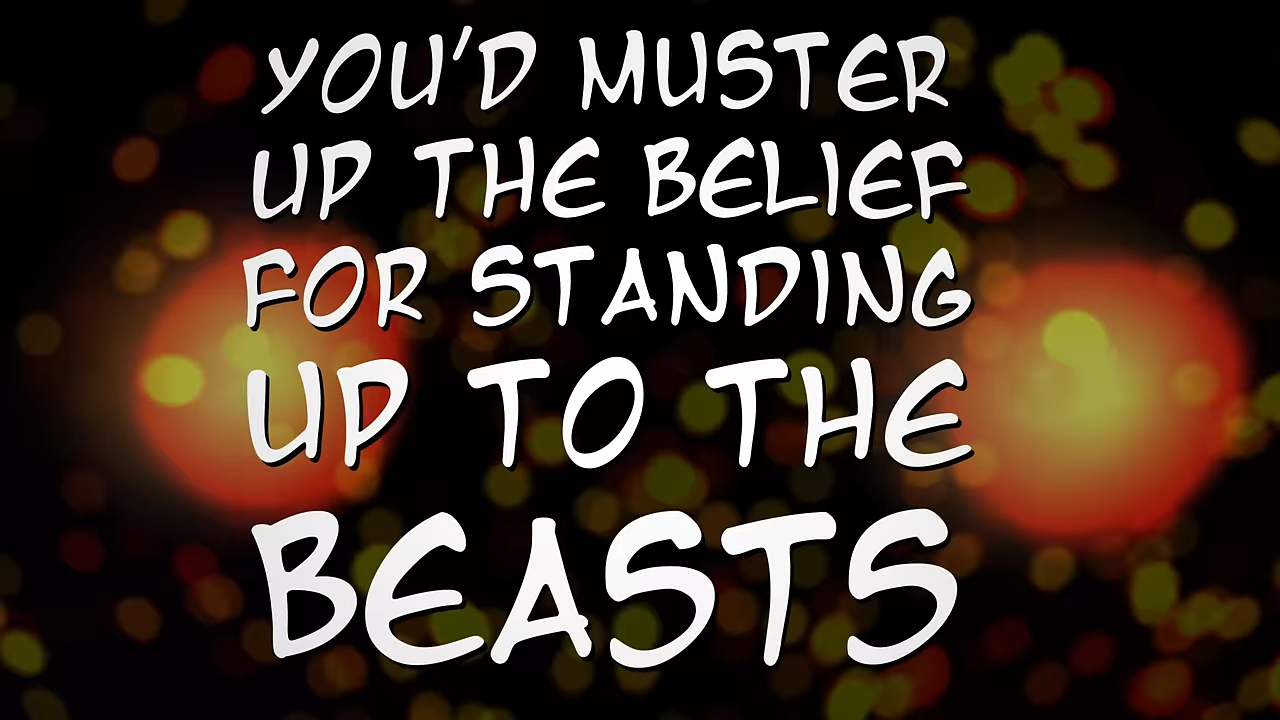 YOU'D MUSTER
UP THE BELIEF
FOR STANDING
UP TO THE
BEASTS